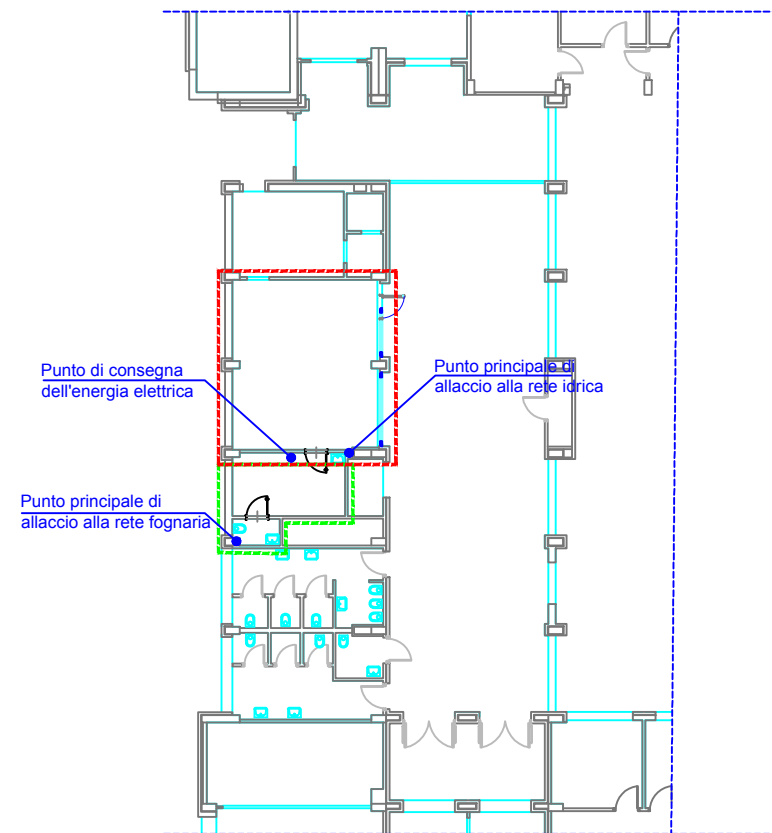 Punto di consegna
dell'energia elettrica
Punto principale di
allaccio alla rete idrica
Punto principale di
allaccio alla rete fognaria